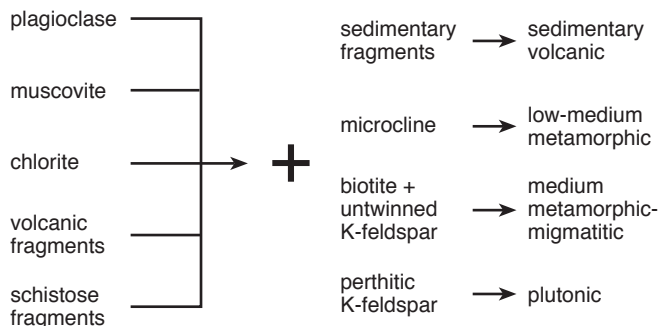 plagioclase
muscovite
chlorite
volcanic
fragments
schistose
fragments
+
sedimentary
fragments
sedimentary
volcanic
microcline
low-medium
metamorphic
biotite +
untwinned
K-feldspar
medium
metamorphic-
migmatitic
perthitic
K-feldspar
plutonic